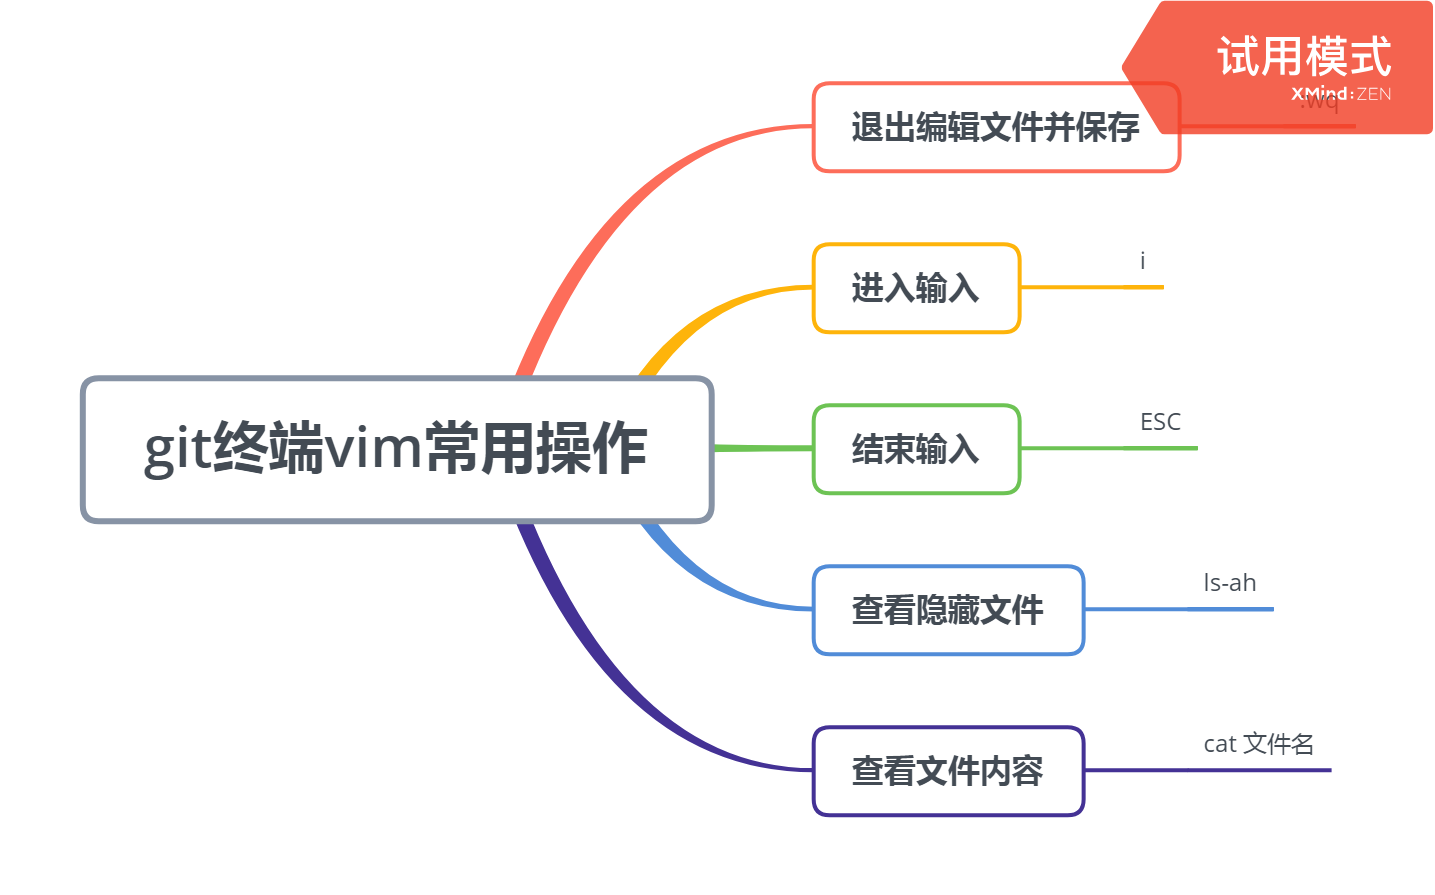 试用模式
XMind:ZEN
退出编辑文件并保存
:wq
进入输入
i
git终端vim常用操作
结束输入
ESC
查看隐藏文件
ls-ah
查看文件内容
cat 文件名